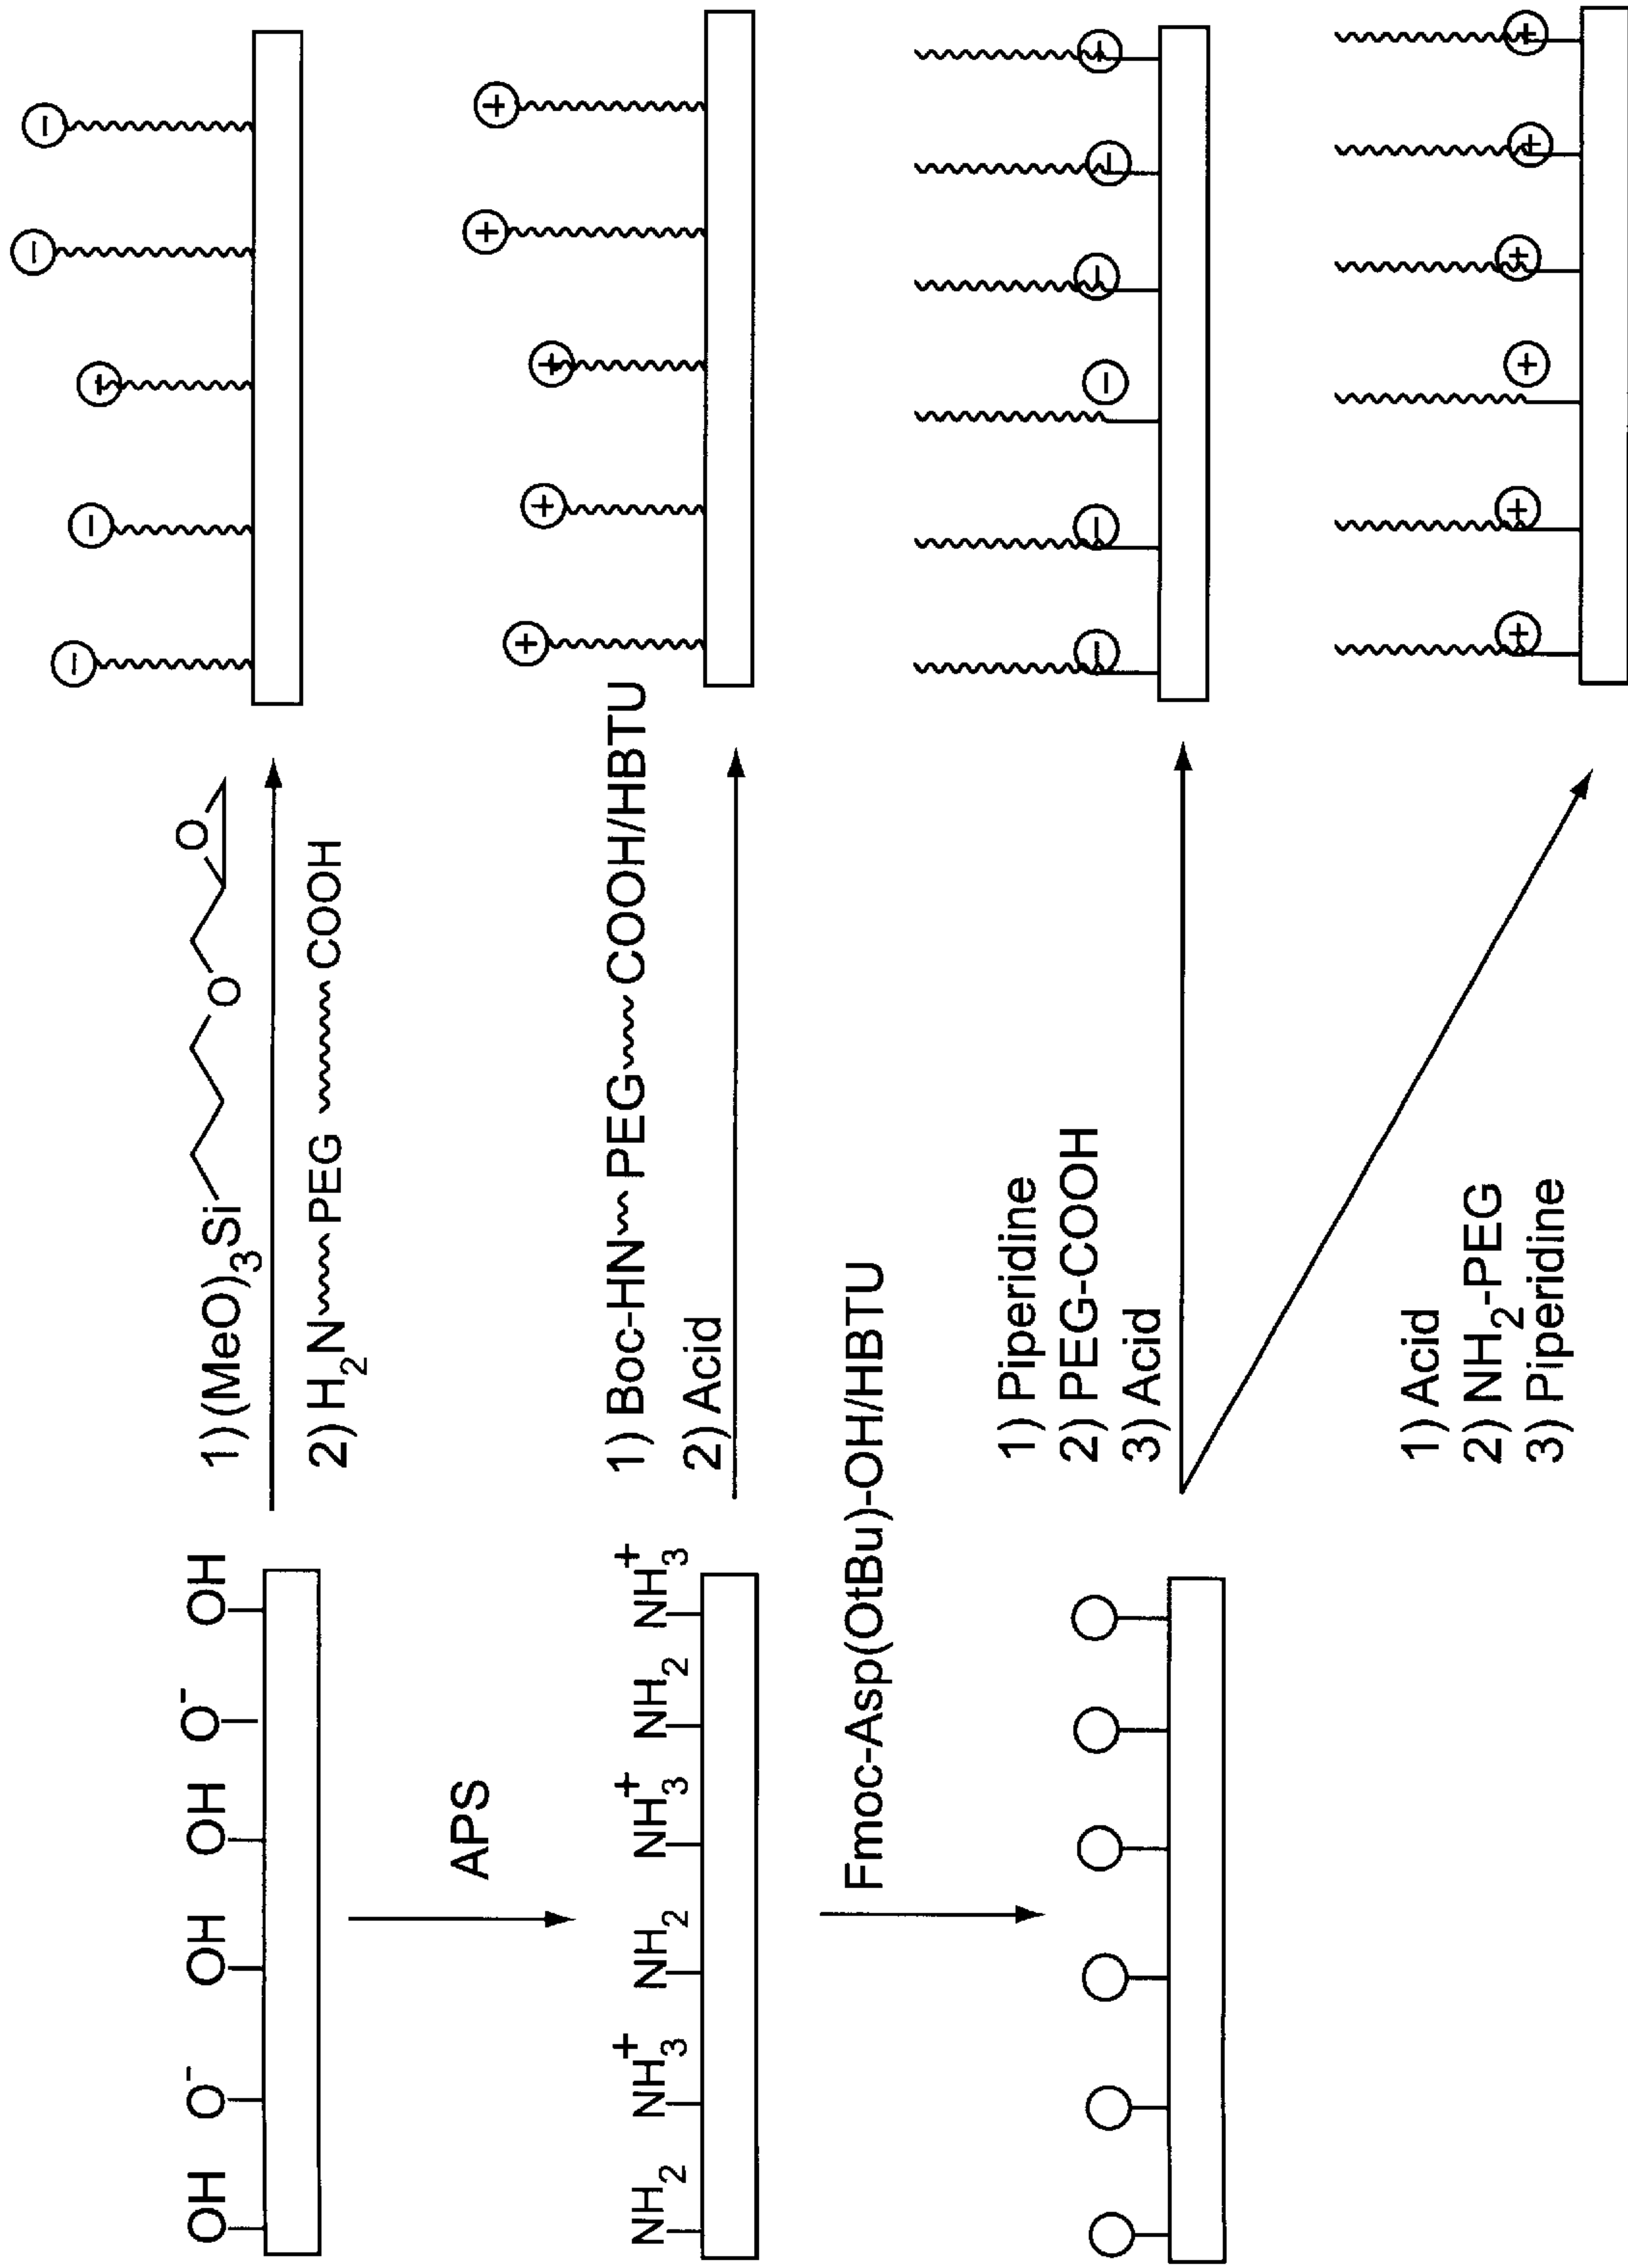 OH O⁻ OH OH O⁻ OH
1) (MeO)₃Si O O
2) H₂N PEG COOH
− − + − −
APS
NH₂ NH₃⁺ NH₂ NH₃⁺ NH₂ NH₃⁺
1) Boc-HN PEG COOH/HBTU
2) Acid
+ + + + +
Fmoc-Asp(OtBu)-OH/HBTU
1) Piperidine
2) PEG-COOH
3) Acid
− − − − − +
1) Acid
2) NH₂-PEG
3) Piperidine
+ + + + + +